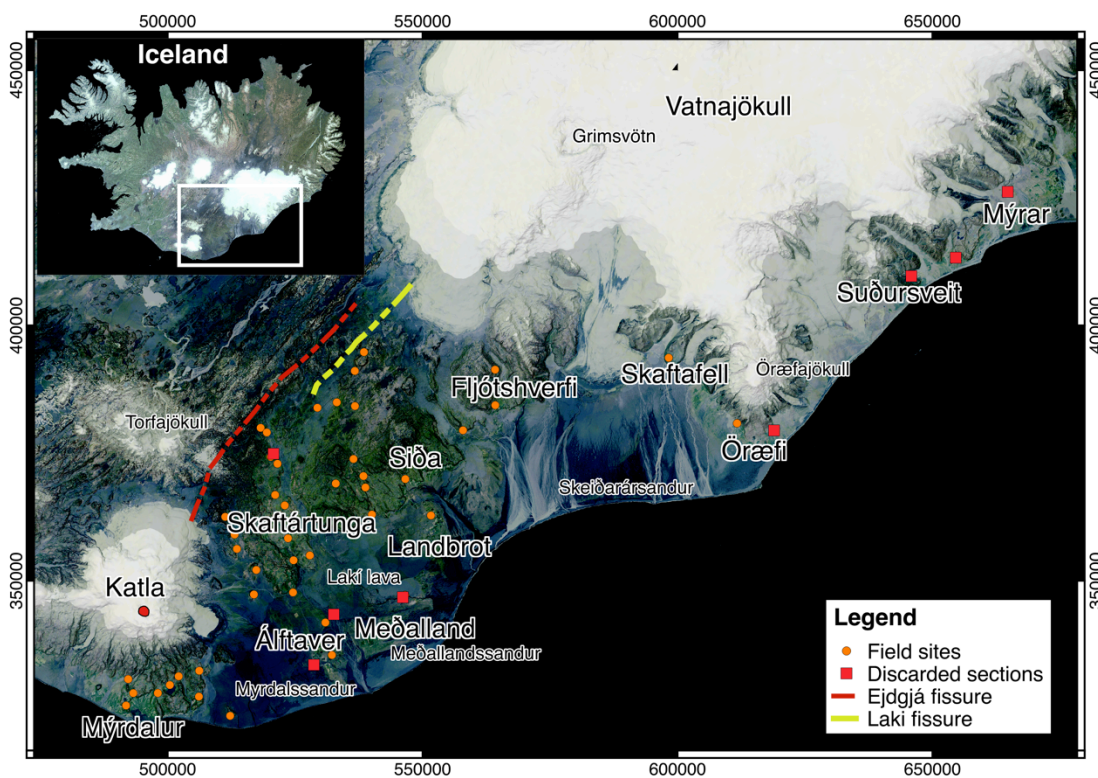 500000
550000
600000
650000
450000
400000
350000
450000
400000
350000
Iceland
Vatnajökull
Grimsvötn
Mýrar
Suðursveit
Fljótshverfi
Skaftafell
Öræfajökull
Torfajökull
Síða
Öræfi
Skeiðarársandur
Skaftártunga
Landbrot
Lakí lava
Katla
Álftaver
Meðalland
Meðallandssandur
Myrdalssandur
Mýrdalur
Legend
Field sites
Discarded sections
Ejdgjá fissure
Laki fissure
500000
550000
600000
650000